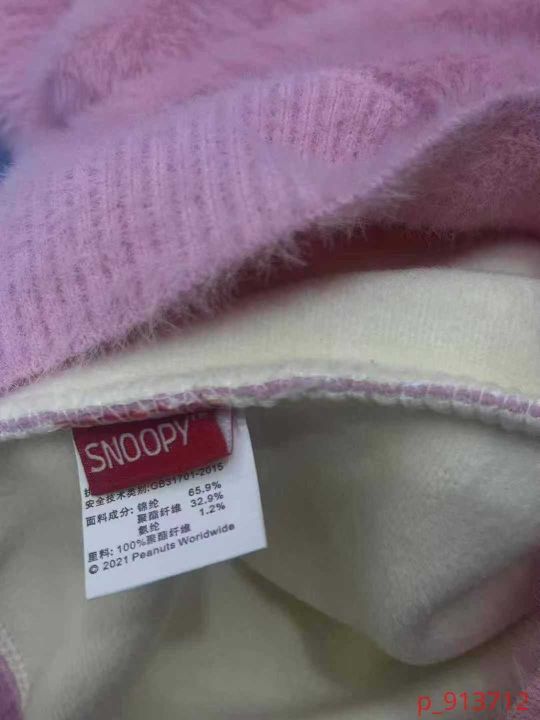 SNOOPY
安全技术类别:GB31701-2015
面料成分: 锦纶 65.9%
聚酯纤维 32.9%
氨纶 1.2%
里料: 100%聚酯纤维
© 2021 Peanuts Worldwide
p_913712